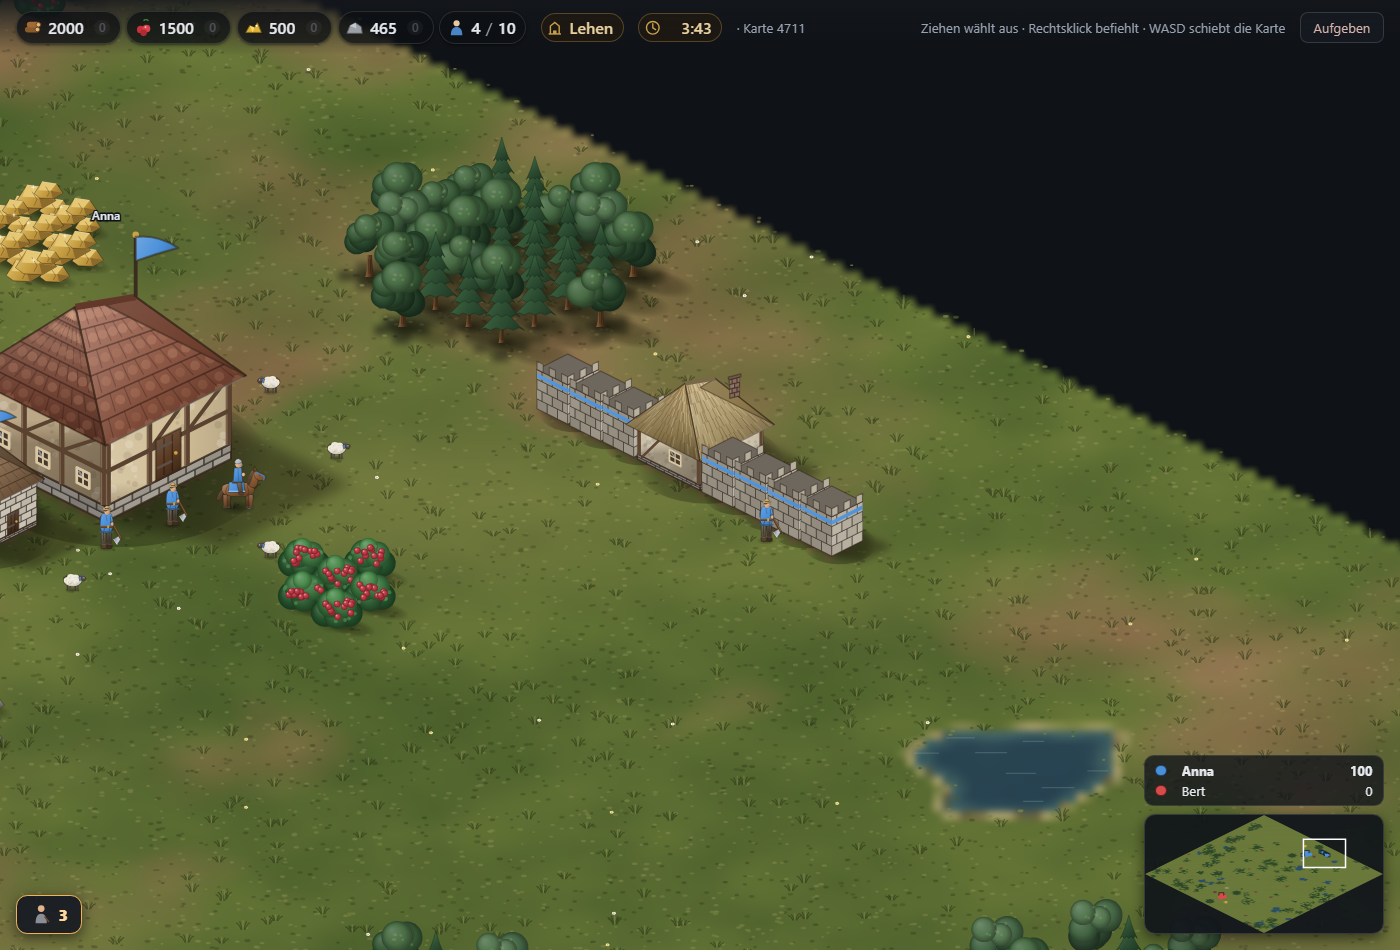 2000 0 1500 0 500 0 465 0 4 / 10 Lehen 3:43 · Karte 4711 Ziehen wählt aus · Rechtsklick befiehlt · WASD schiebt die Karte Aufgeben
Anna
Anna 100
Bert 0
3